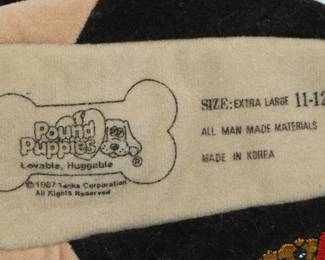 Pound
Puppies
®
Lovable, Huggable
© 1987 Tonka Corporation
All Rights Reserved
SIZE: EXTRA LARGE 11-12
ALL MAN MADE MATERIALS
MADE IN KOREA